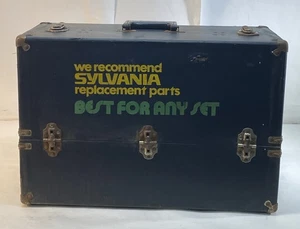 we recommend
SYLVANIA
replacement parts
BEST FOR ANY SET